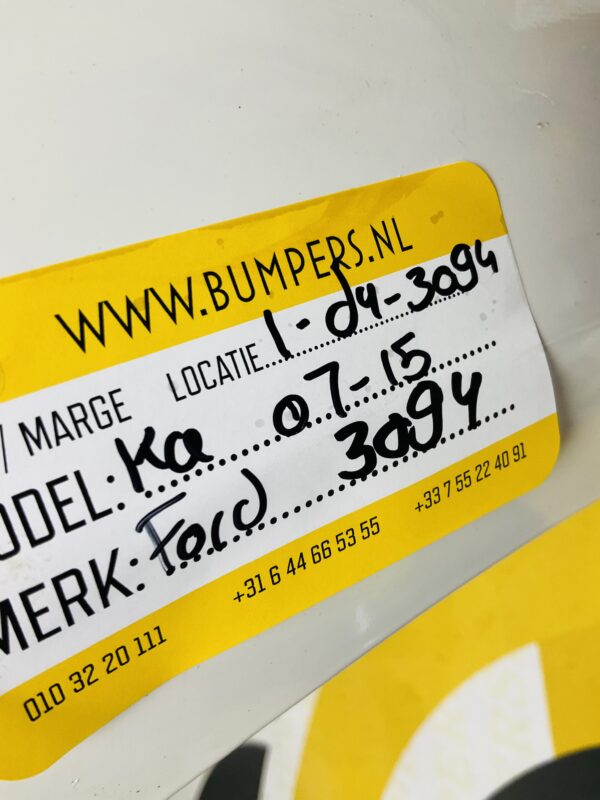 WWW.BUMPERS.NL
/ MARGE LOCATIE 1-D4-3094
ODEL: Ka 07-15
MERK: Ford 3094
010 32 20 111 +31 6 44 66 53 55 +33 7 55 22 40 91